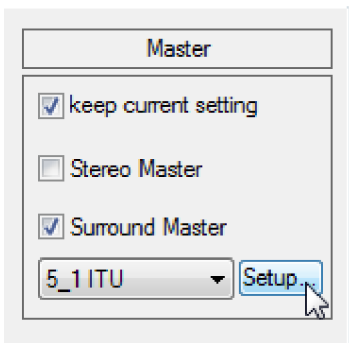 Master
keep current setting
Stereo Master
Surround Master
5_1 ITU Setup...